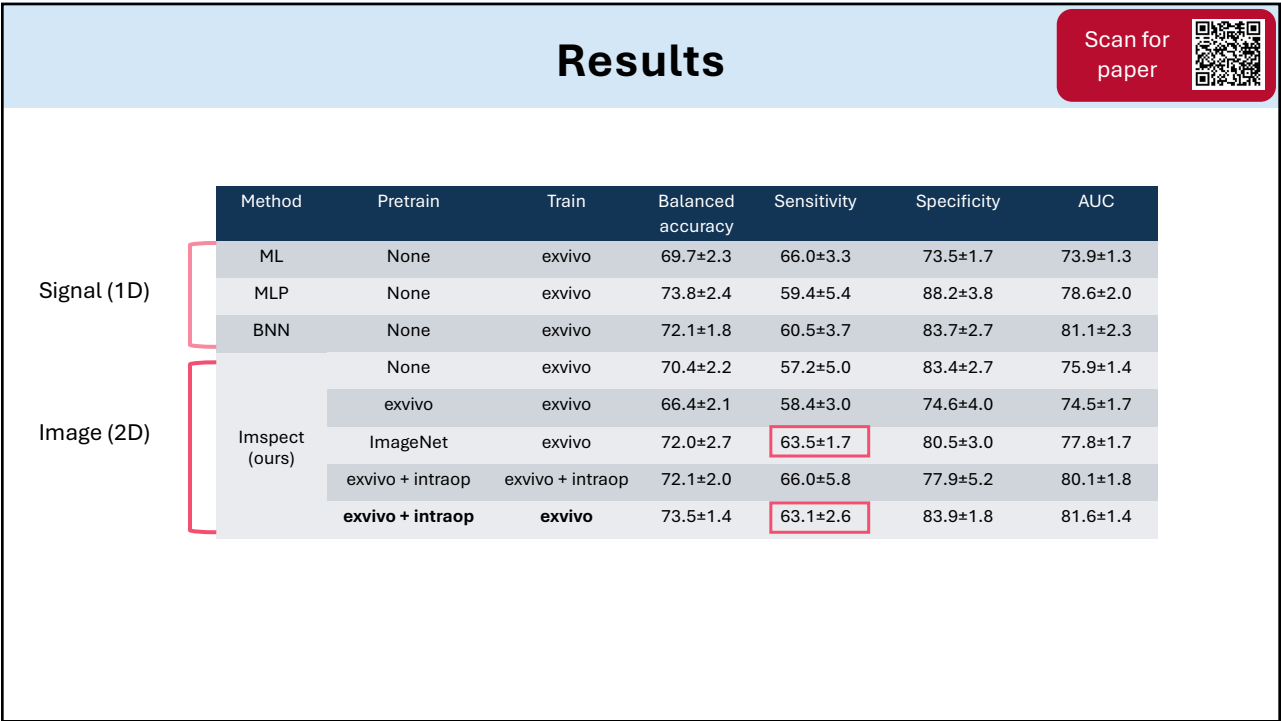 Results
Scan for
paper
Method Pretrain Train Balanced accuracy Sensitivity Specificity AUC
Signal (1D)
ML None exvivo 69.7±2.3 66.0±3.3 73.5±1.7 73.9±1.3
MLP None exvivo 73.8±2.4 59.4±5.4 88.2±3.8 78.6±2.0
BNN None exvivo 72.1±1.8 60.5±3.7 83.7±2.7 81.1±2.3
Image (2D)
Imspect
(ours)
None exvivo 70.4±2.2 57.2±5.0 83.4±2.7 75.9±1.4
exvivo exvivo 66.4±2.1 58.4±3.0 74.6±4.0 74.5±1.7
ImageNet exvivo 72.0±2.7 63.5±1.7 80.5±3.0 77.8±1.7
exvivo + intraop exvivo + intraop 72.1±2.0 66.0±5.8 77.9±5.2 80.1±1.8
exvivo + intraop exvivo 73.5±1.4 63.1±2.6 83.9±1.8 81.6±1.4